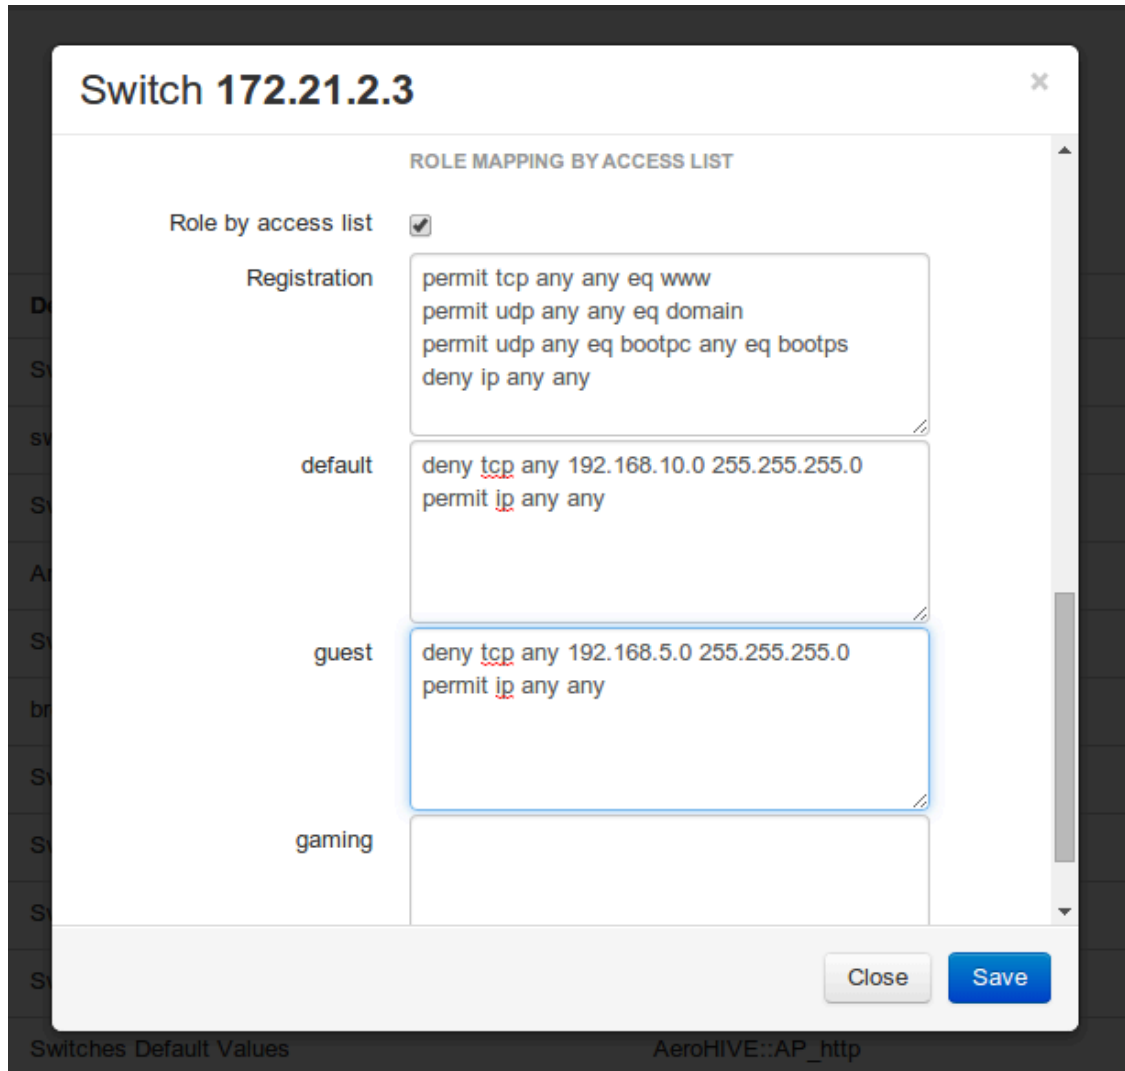 Switch 172.21.2.3
×
ROLE MAPPING BY ACCESS LIST
Role by access list
Registration
permit tcp any any eq www
permit udp any any eq domain
permit udp any eq bootpc any eq bootps
deny ip any any
default
deny tcp any 192.168.10.0 255.255.255.0
permit ip any any
guest
deny tcp any 192.168.5.0 255.255.255.0
permit ip any any
gaming
Close
Save
Switches Default Values
AeroHIVE::AP_http